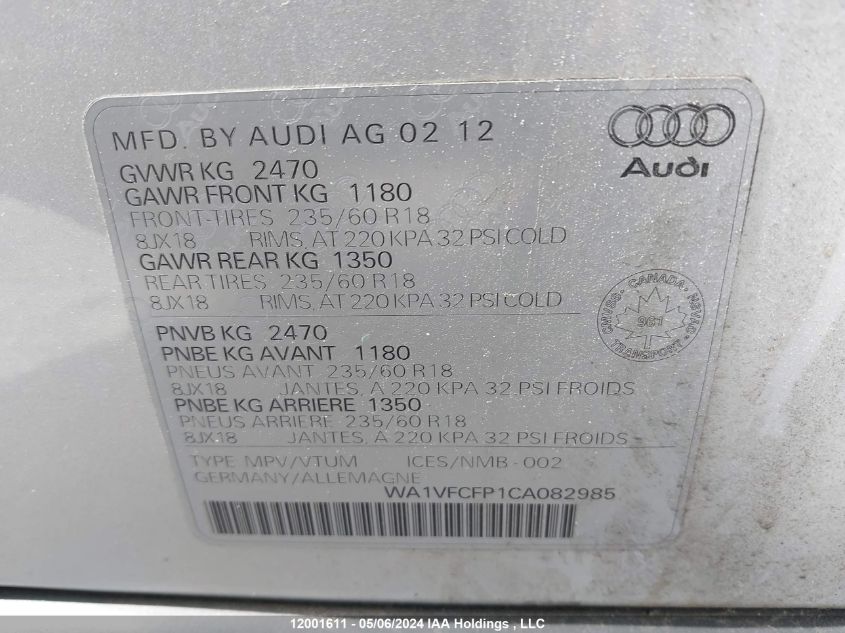 MFD. BY AUDI AG 02 12
Audi
GVWR KG 2470
GAWR FRONT KG 1180
FRONT-TIRES 235/60 R18
8JX18 RIMS, AT 220 KPA 32 PSI COLD
GAWR REAR KG 1350
REAR TIRES 235/60 R18
8JX18 RIMS, AT 220 KPA 32 PSI COLD
CANADA
CMVSS NSVAC
967
TRANSPORT
PNVB KG 2470
PNBE KG AVANT 1180
PNEUS AVANT 235/60 R18
8JX18 JANTES, A 220 KPA 32 PSI FROIDS
PNBE KG ARRIERE 1350
PNEUS ARRIERE 235/60 R18
8JX18 JANTES, A 220 KPA 32 PSI FROIDS
TYPE MPV/VTUM ICES/NMB-002
GERMANY/ALLEMAGNE
WA1VFCFP1CA082985
12001611 - 05/06/2024 IAA Holdings , LLC